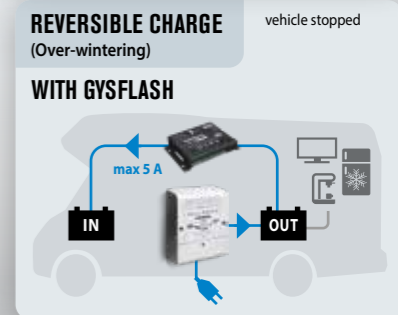 REVERSIBLE CHARGE
(Over-wintering)
vehicle stopped
WITH GYSFLASH
max 5 A
IN
OUT